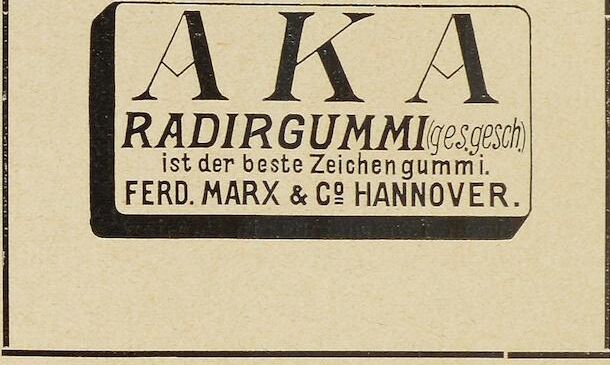 AKA
RADIRGUMMI (ges.gesch.)
ist der beste Zeichengummi.
FERD. MARX & Cº HANNOVER.